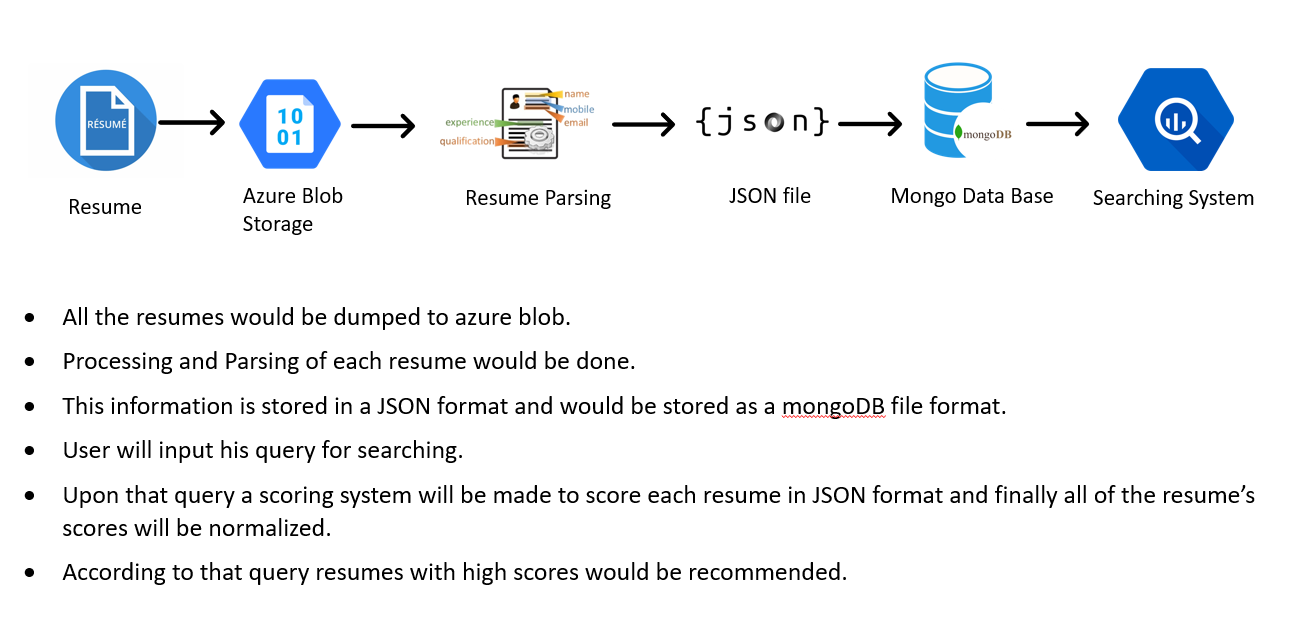 RÉSUMÉ
10
01
name
mobile
email
experience
qualification
{json}
mongoDB
Resume
Azure Blob
Storage
Resume Parsing
JSON file
Mongo Data Base
Searching System
• All the resumes would be dumped to azure blob.
• Processing and Parsing of each resume would be done.
• This information is stored in a JSON format and would be stored as a mongoDB file format.
• User will input his query for searching.
• Upon that query a scoring system will be made to score each resume in JSON format and finally all of the resume’s
scores will be normalized.
• According to that query resumes with high scores would be recommended.